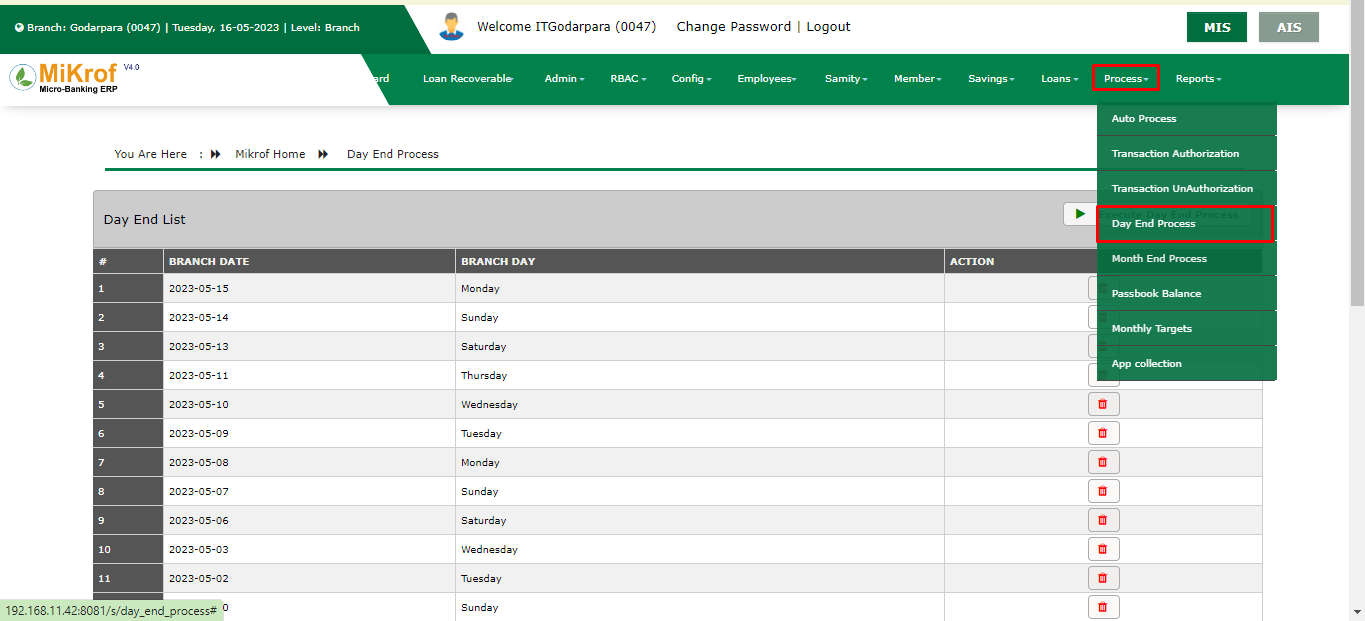 Branch: Godarpara (0047) | Tuesday, 16-05-2023 | Level: Branch
Welcome ITGodarpara (0047) Change Password | Logout
MIS AIS
MiKrof V4.0
Micro-Banking ERP
ard Loan Recoverable Admin RBAC Config Employees Samity Member Savings Loans Process Reports
Auto Process
Transaction Authorization
Transaction UnAuthorization
Day End Process
Month End Process
Passbook Balance
Monthly Targets
App collection
You Are Here : Mikrof Home Day End Process
Day End List
Execute Day End Process
# BRANCH DATE BRANCH DAY ACTION
1 2023-05-15 Monday
2 2023-05-14 Sunday
3 2023-05-13 Saturday
4 2023-05-11 Thursday
5 2023-05-10 Wednesday
6 2023-05-09 Tuesday
7 2023-05-08 Monday
8 2023-05-07 Sunday
9 2023-05-06 Saturday
10 2023-05-03 Wednesday
11 2023-05-02 Tuesday
0 Sunday
192.168.11.42:8081/s/day_end_process#